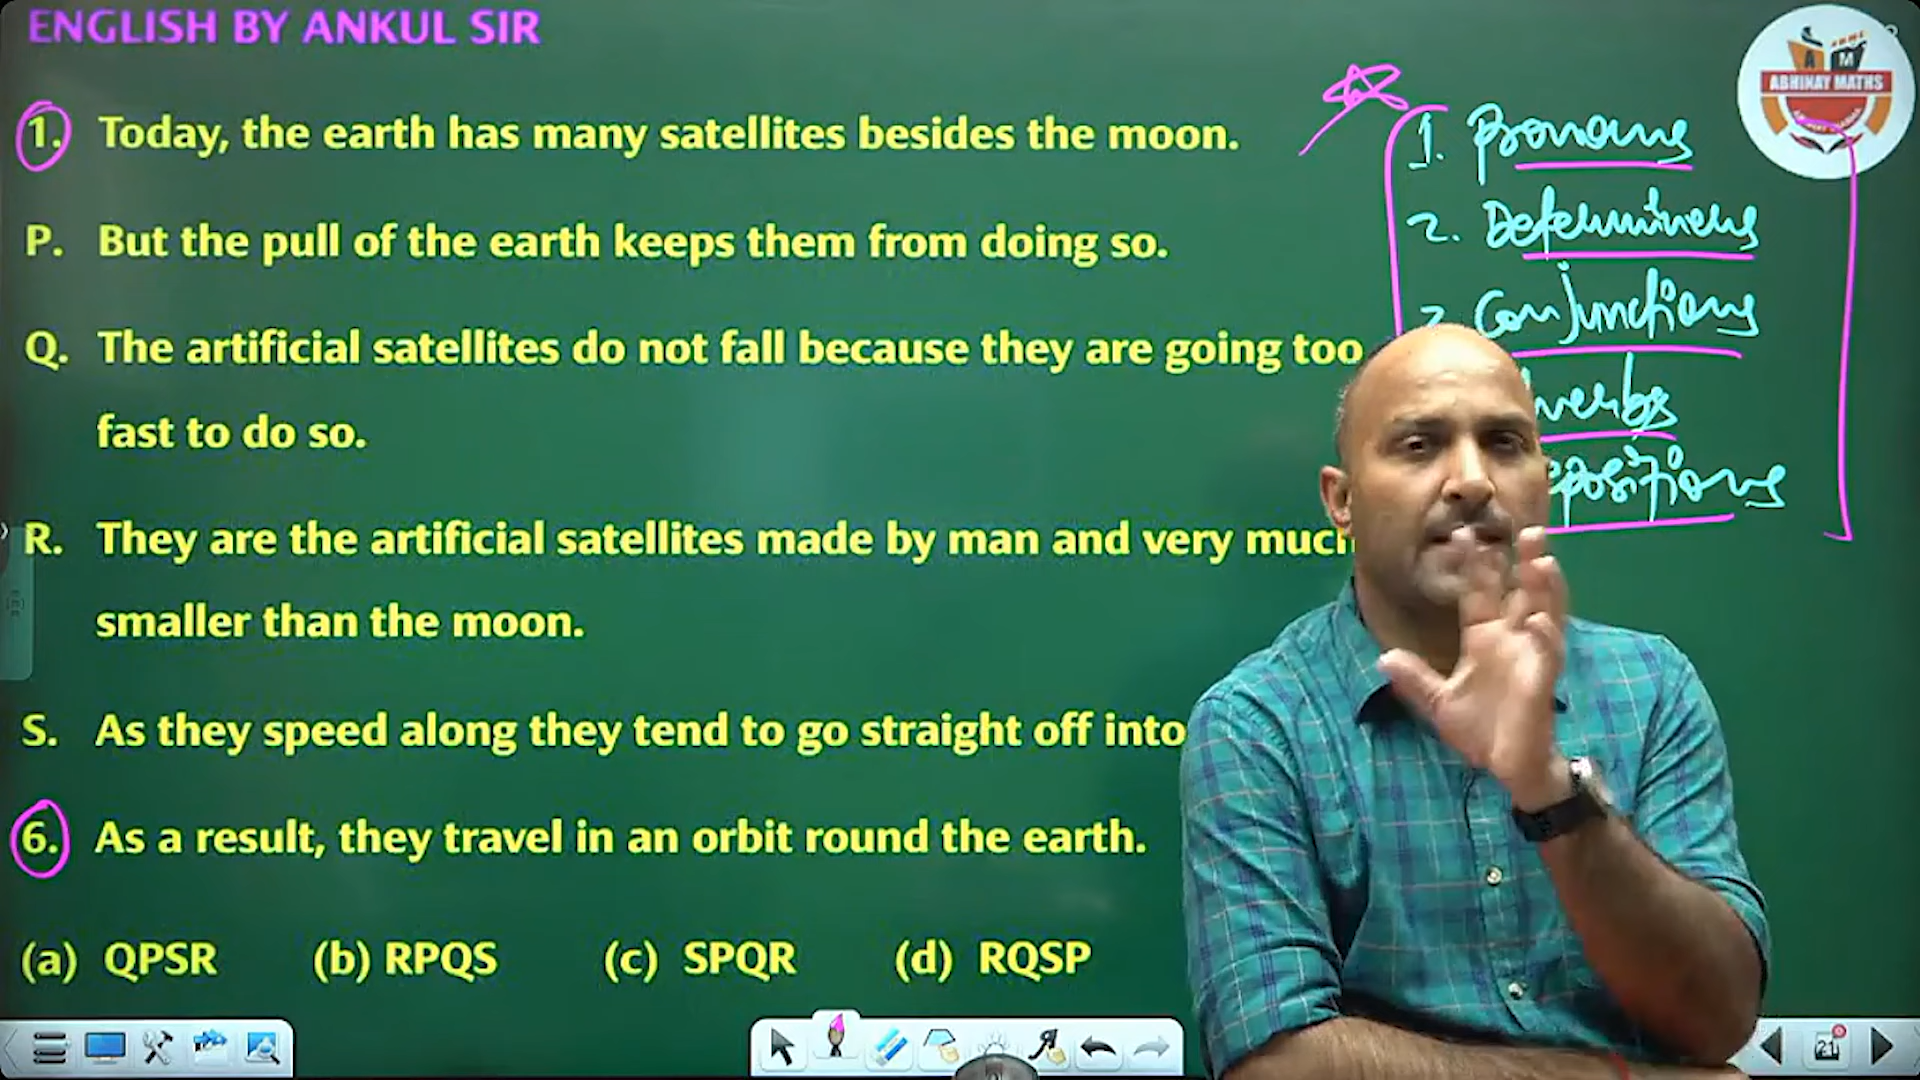 ENGLISH BY ANKUL SIR
1. Today, the earth has many satellites besides the moon.
P. But the pull of the earth keeps them from doing so.
Q. The artificial satellites do not fall because they are going too
fast to do so.
R. They are the artificial satellites made by man and very much
smaller than the moon.
S. As they speed along they tend to go straight off into
6. As a result, they travel in an orbit round the earth.
(a) QPSR (b) RPQS (c) SPQR (d) RQSP
1. Pronouns
2. Determiners
3. Conjunctions
verbs
epositions
A M
ABHINAY MATHS
21